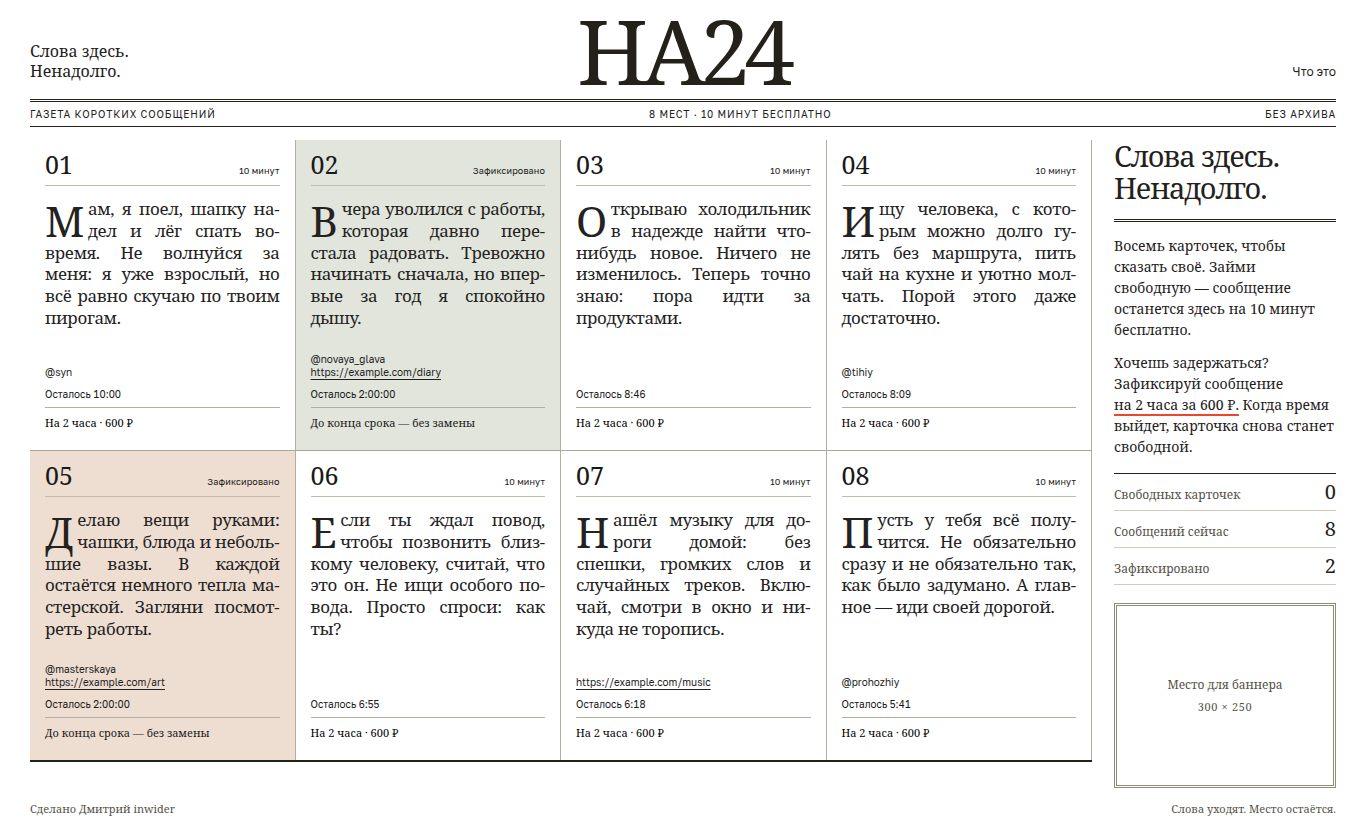 Слова здесь.
Ненадолго.
НА24
Что это
ГАЗЕТА КОРОТКИХ СООБЩЕНИЙ
8 МЕСТ · 10 МИНУТ БЕСПЛАТНО
БЕЗ АРХИВА
01
10 минут
Мам, я поел, шапку на-
дел и лёг спать во-
время. Не волнуйся за
меня: я уже взрослый, но
всё равно скучаю по твоим
пирогам.
@syn
Осталось 10:00
На 2 часа · 600 ₽
02
Зафиксировано
Вчера уволился с работы,
которая давно пере-
стала радовать. Тревожно
начинать сначала, но впер-
вые за год я спокойно
дышу.
@novaya_glava
https://example.com/diary
Осталось 2:00:00
До конца срока — без замены
03
10 минут
Открываю холодильник
в надежде найти что-
нибудь новое. Ничего не
изменилось. Теперь точно
знаю: пора идти за
продуктами.
Осталось 8:46
На 2 часа · 600 ₽
04
10 минут
Ищу человека, с кото-
рым можно долго гу-
лять без маршрута, пить
чай на кухне и уютно мол-
чать. Порой этого даже
достаточно.
@tihiy
Осталось 8:09
На 2 часа · 600 ₽
05
Зафиксировано
Делаю вещи руками:
чашки, блюда и неболь-
шие вазы. В каждой
остаётся немного тепла ма-
стерской. Загляни посмот-
реть работы.
@masterskaya
https://example.com/art
Осталось 2:00:00
До конца срока — без замены
06
10 минут
Если ты ждал повод,
чтобы позвонить близ-
кому человеку, считай, что
это он. Не ищи особого по-
вода. Просто спроси: как
ты?
Осталось 6:55
На 2 часа · 600 ₽
07
10 минут
Нашёл музыку для до-
роги домой: без
спешки, громких слов и
случайных треков. Вклю-
чай, смотри в окно и ни-
куда не торопись.
https://example.com/music
Осталось 6:18
На 2 часа · 600 ₽
08
10 минут
Пусть у тебя всё полу-
чится. Не обязательно
сразу и не обязательно так,
как было задумано. А глав-
ное — иди своей дорогой.
@prohozhiy
Осталось 5:41
На 2 часа · 600 ₽
Слова здесь.
Ненадолго.
Восемь карточек, чтобы
сказать своё. Займи
свободную — сообщение
останется здесь на 10 минут
бесплатно.
Хочешь задержаться?
Зафиксируй сообщение
на 2 часа за 600 ₽. Когда время
выйдет, карточка снова станет
свободной.
Свободных карточек 0
Сообщений сейчас 8
Зафиксировано 2
Место для баннера
300 × 250
Сделано Дмитрий inwider
Слова уходят. Место остаётся.